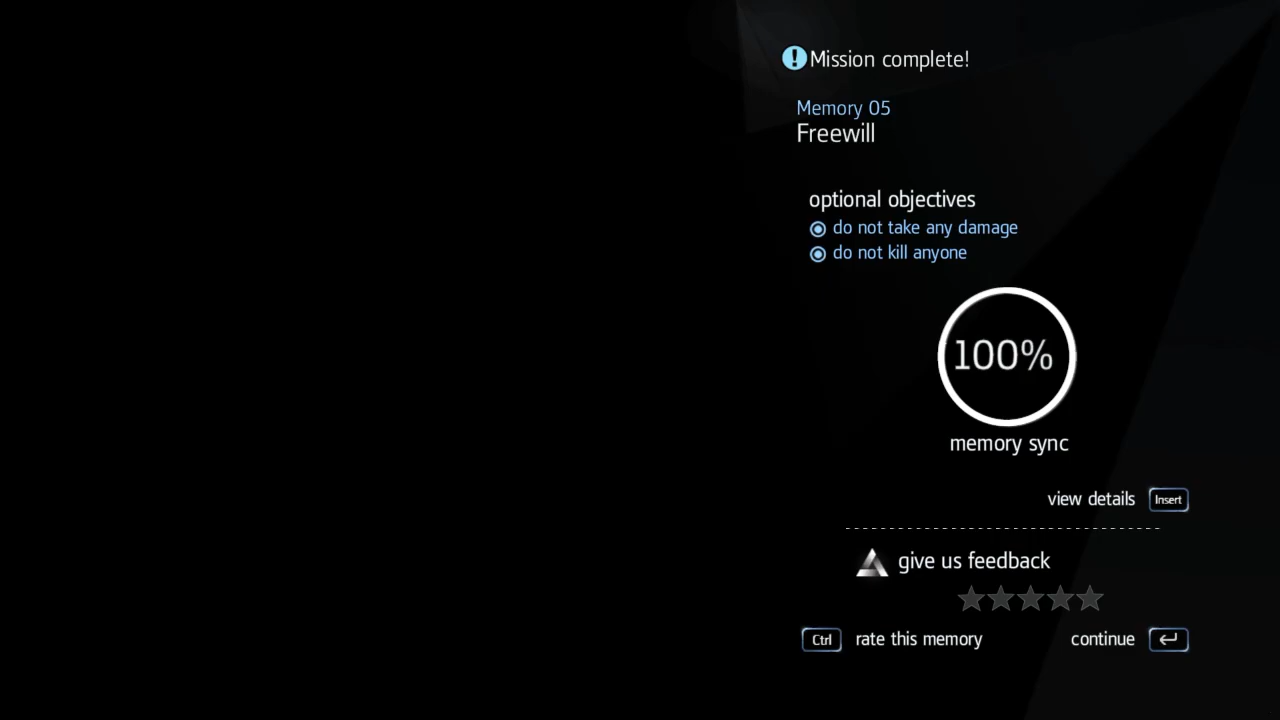 ! Mission complete!
Memory 05
Freewill
optional objectives
do not take any damage
do not kill anyone
100%
memory sync
view details Insert
give us feedback
Ctrl rate this memory continue